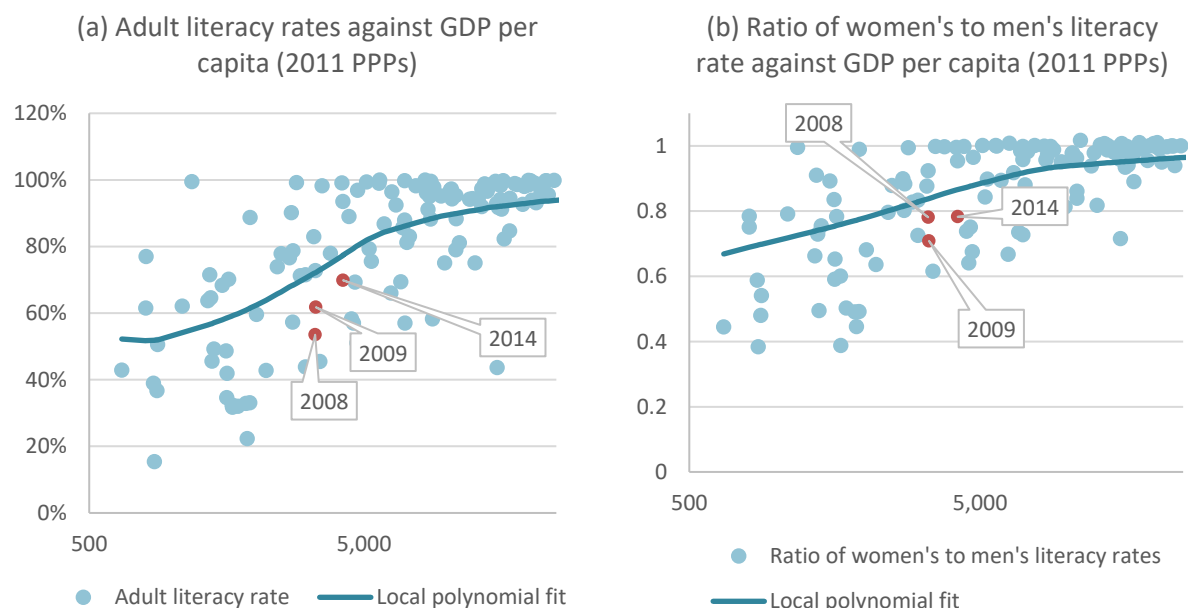 (a) Adult literacy rates against GDP per
capita (2011 PPPs)
120%
100%
80%
60%
40%
20%
0%
500
5,000
2014
2009
2008
Adult literacy rate
Local polynomial fit
(b) Ratio of women's to men's literacy
rate against GDP per capita (2011 PPPs)
1
0.8
0.6
0.4
0.2
0
500
5,000
2008
2014
2009
Ratio of women's to men's literacy rates
Local polynomial fit